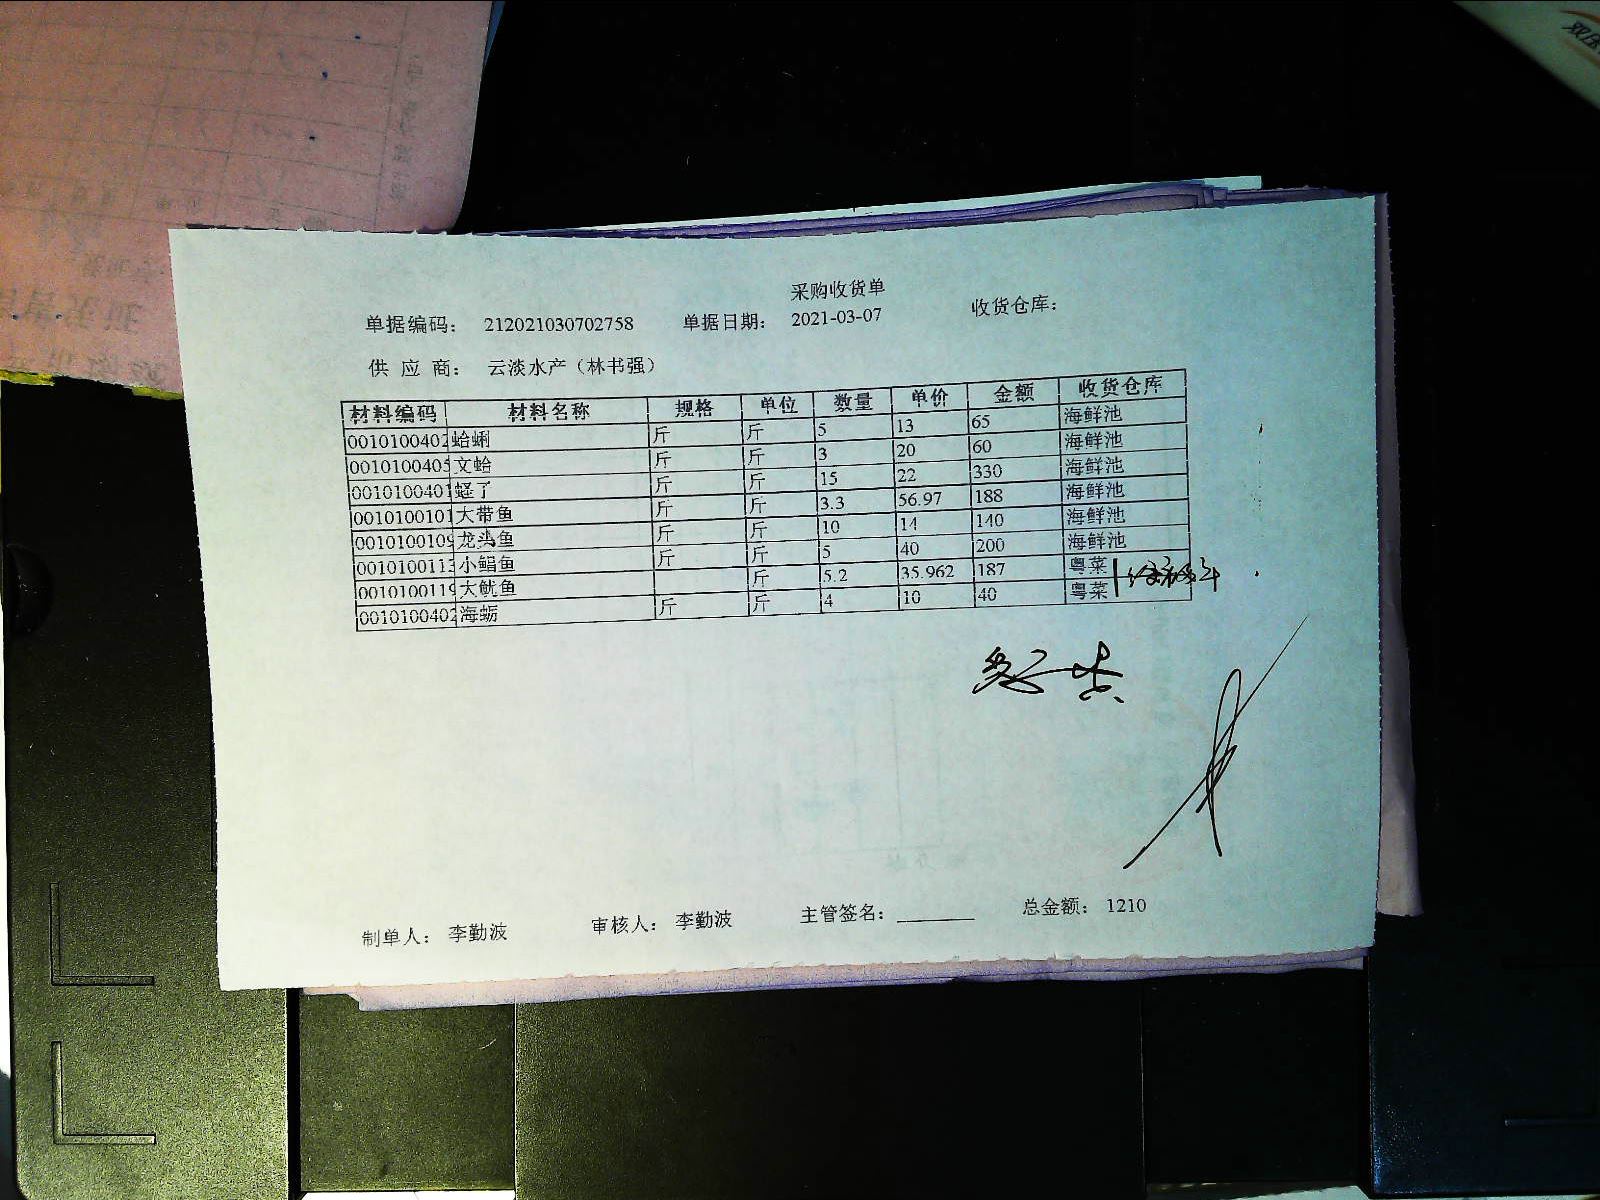 采购收货单
单据编码: 212021030702758 单据日期: 2021-03-07 收货仓库:
供 应 商: 云淡水产（林书强）
材料编码 材料名称 规格 单位 数量 单价 金额 收货仓库
0010100402 蛤蜊 斤 斤 5 13 65 海鲜池
0010100405 文蛤 斤 斤 3 20 60 海鲜池
0010100401 蛏子 斤 斤 15 22 330 海鲜池
0010100101 大带鱼 斤 斤 3.3 56.97 188 海鲜池
0010100109 龙头鱼 斤 斤 10 14 140 海鲜池
0010100113 小鲳鱼 斤 斤 5 40 200 海鲜池
0010100119 大鱿鱼 斤 5.2 35.962 187 粤菜
0010100402 海蛎 斤 斤 4 10 40 粤菜
制单人: 李勤波 审核人: 李勤波 主管签名: 总金额: 1210